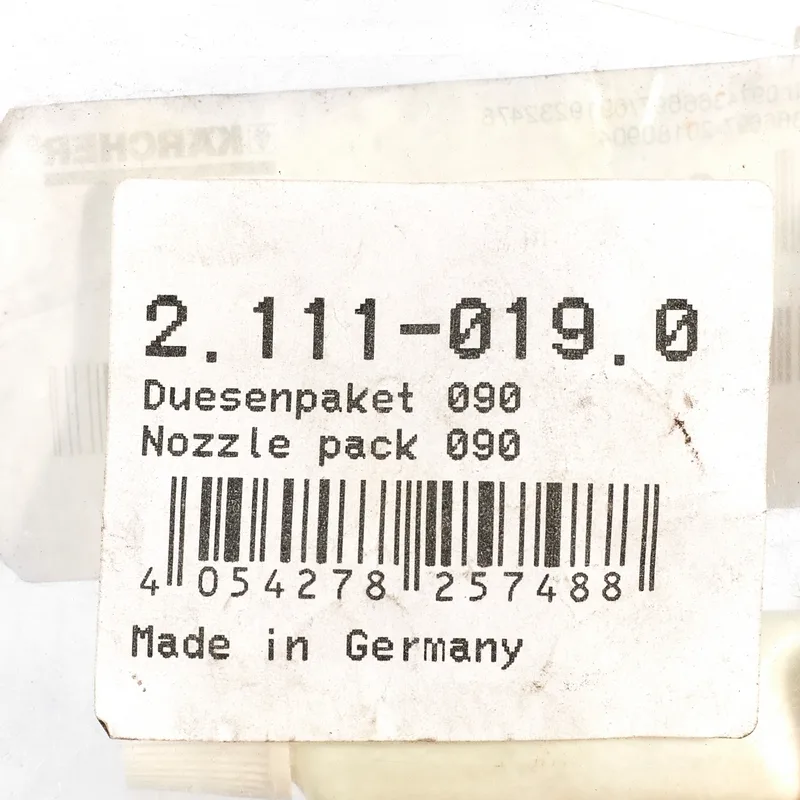 KÄRCHER
2.111-019.0
Duesenpaket 090
Nozzle pack 090
4 054278 257488
Made in Germany